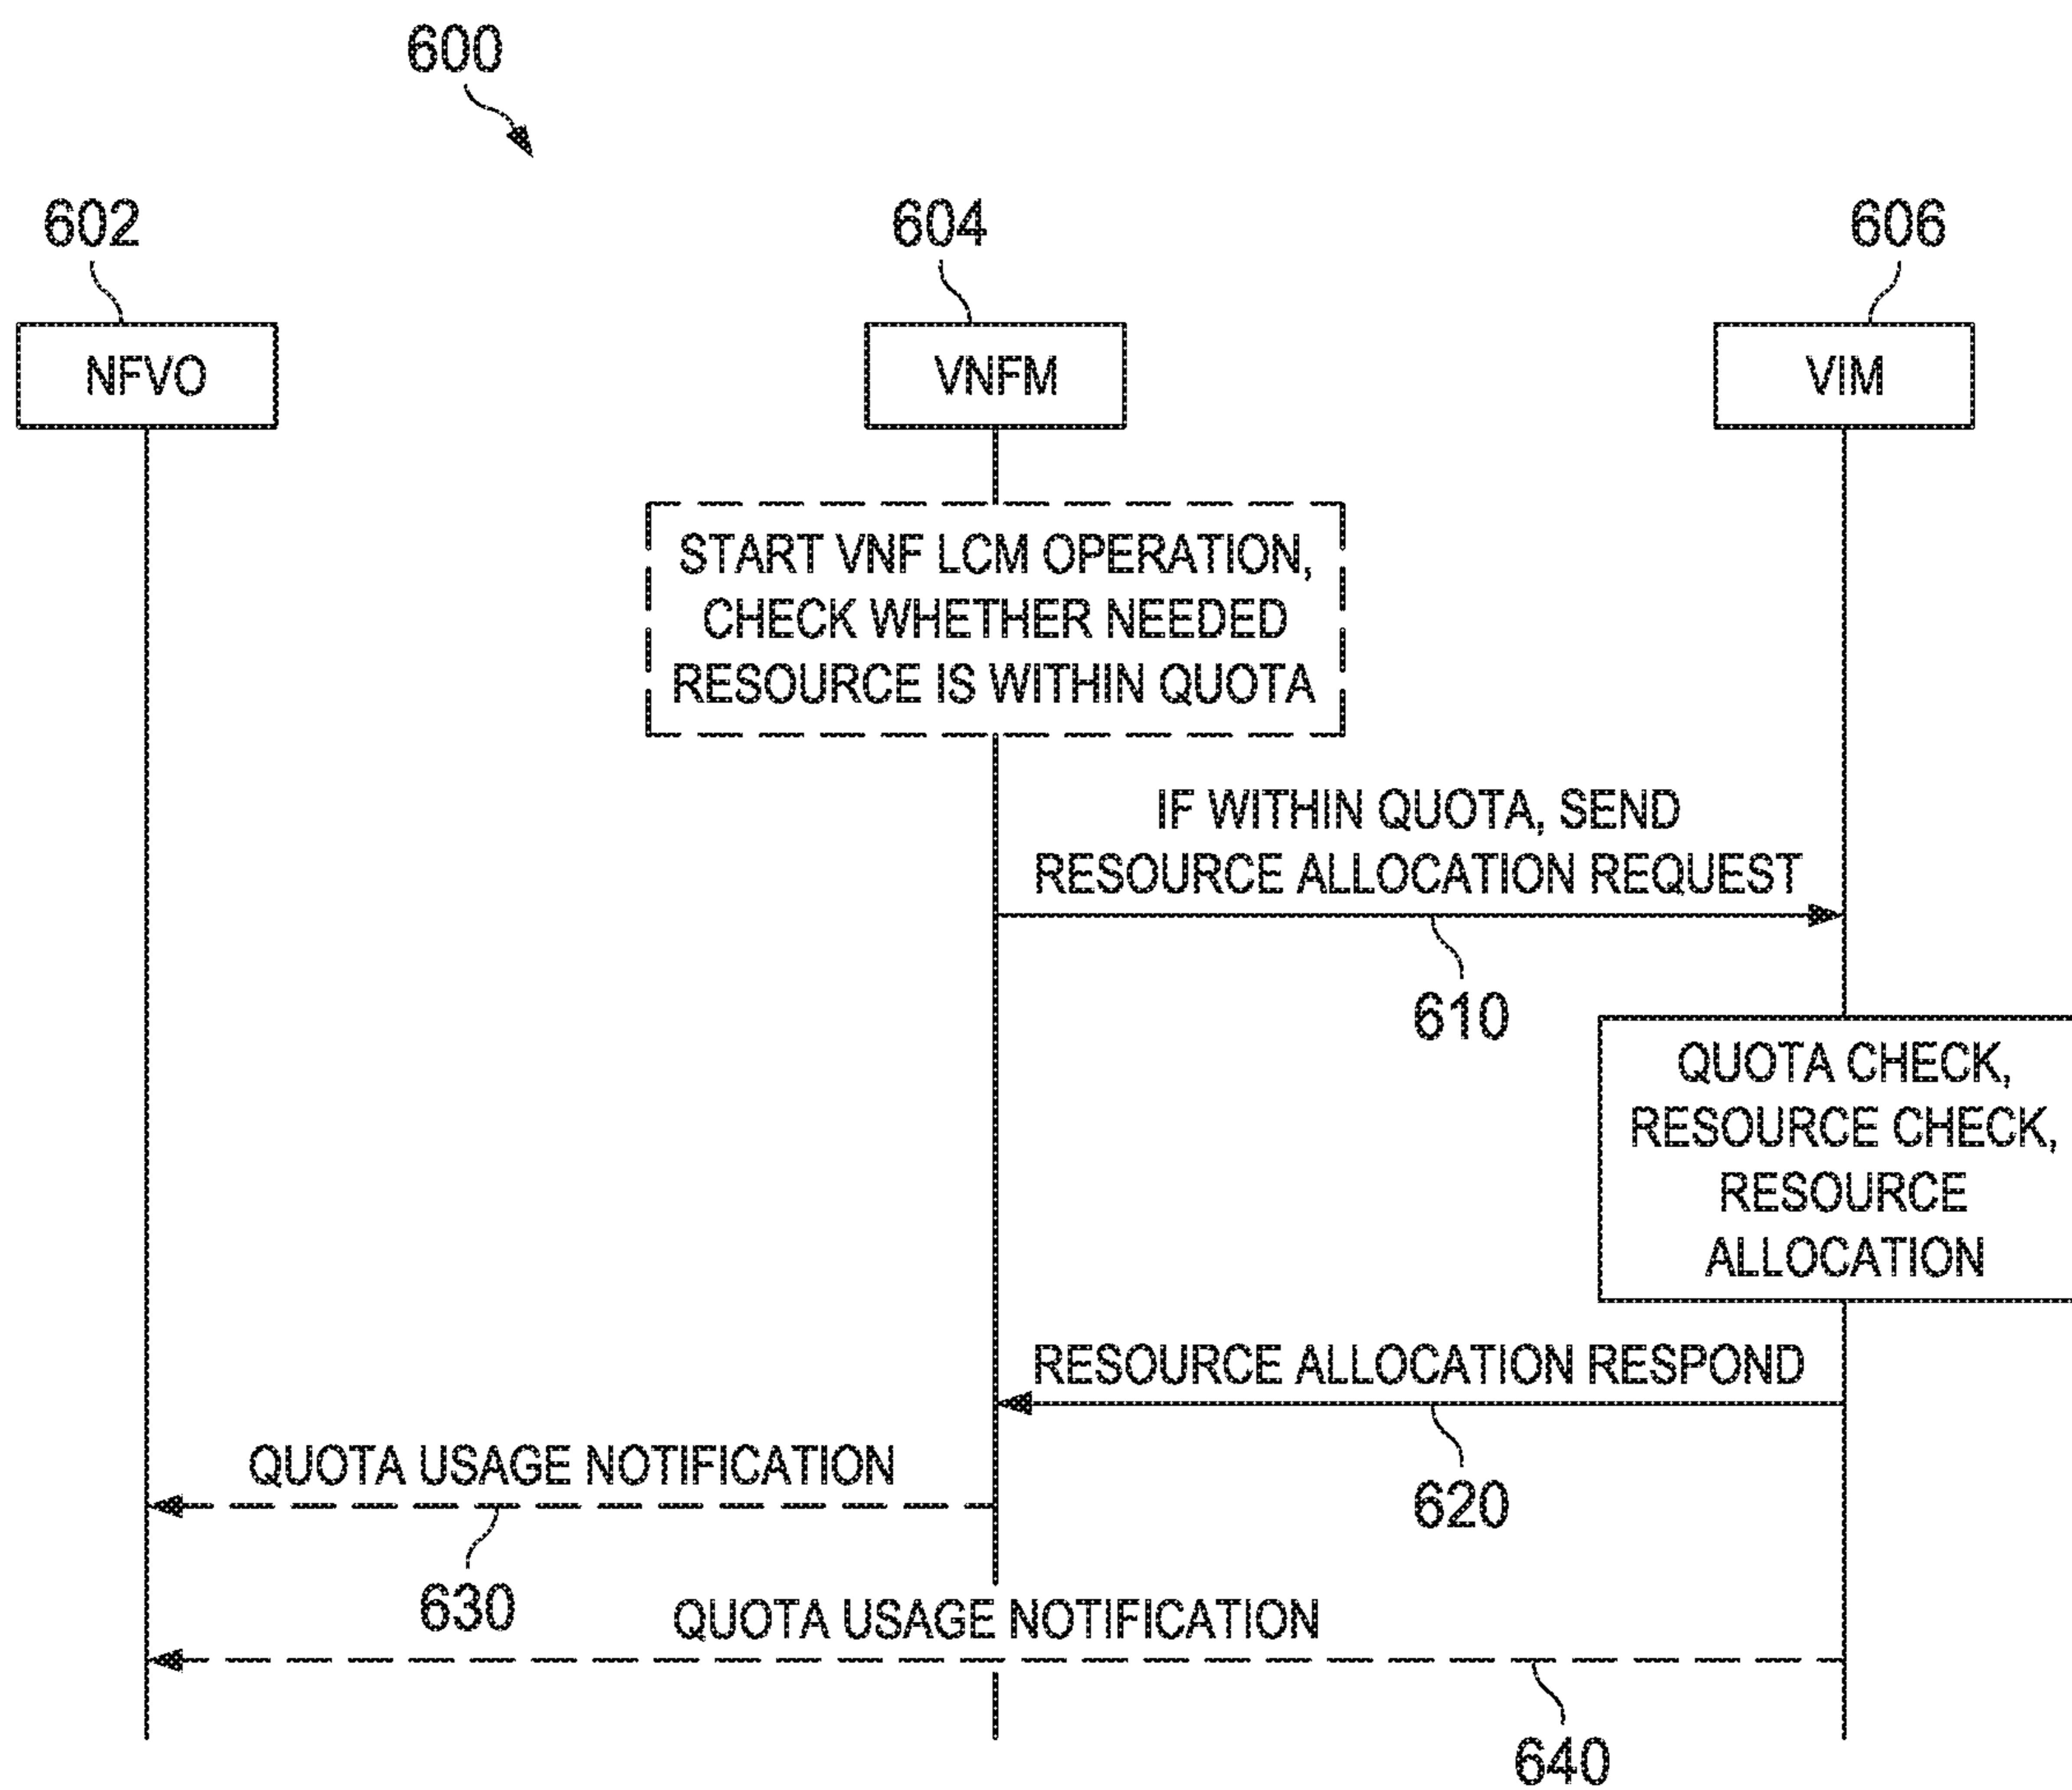 600
602
604
606
NFVO
VNFM
VIM
START VNF LCM OPERATION,
CHECK WHETHER NEEDED
RESOURCE IS WITHIN QUOTA
IF WITHIN QUOTA, SEND
RESOURCE ALLOCATION REQUEST
610
QUOTA CHECK,
RESOURCE CHECK,
RESOURCE
ALLOCATION
RESOURCE ALLOCATION RESPOND
620
QUOTA USAGE NOTIFICATION
630
QUOTA USAGE NOTIFICATION
640